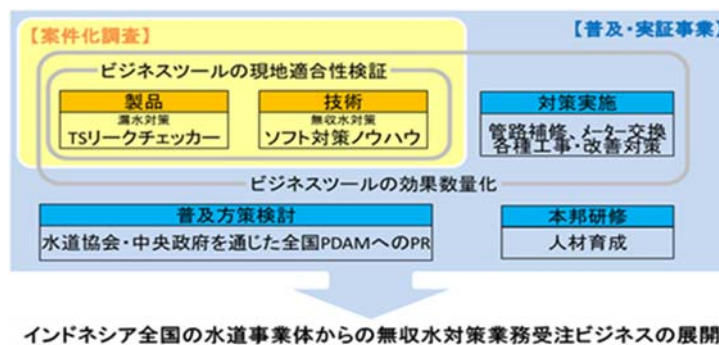 【案件化調査】
【普及・実証事業】
ビジネスツールの現地適合性検証
製品
漏水対策
TSリークチェッカー
技術
無収水対策
ソフト対策ノウハウ
対策実施
管路補修、メーター交換
各種工事・改善対策
ビジネスツールの効果数量化
普及方策検討
水道協会・中央政府を通じた全国PDAMへのPR
本邦研修
人材育成
インドネシア全国の水道事業体からの無収水対策業務受注ビジネスの展開